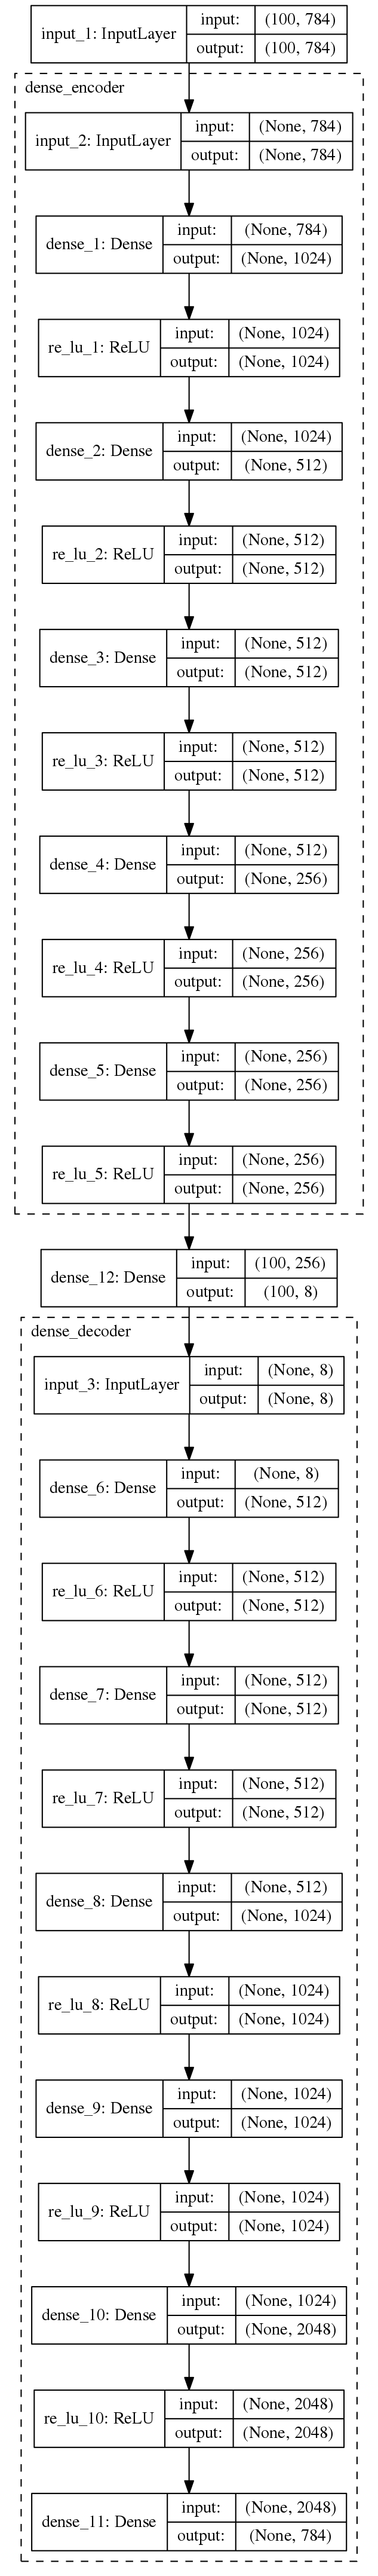 input_1: InputLayer
input: (100, 784)
output: (100, 784)
dense_encoder
input_2: InputLayer
input: (None, 784)
output: (None, 784)
dense_1: Dense
input: (None, 784)
output: (None, 1024)
re_lu_1: ReLU
input: (None, 1024)
output: (None, 1024)
dense_2: Dense
input: (None, 1024)
output: (None, 512)
re_lu_2: ReLU
input: (None, 512)
output: (None, 512)
dense_3: Dense
input: (None, 512)
output: (None, 512)
re_lu_3: ReLU
input: (None, 512)
output: (None, 512)
dense_4: Dense
input: (None, 512)
output: (None, 256)
re_lu_4: ReLU
input: (None, 256)
output: (None, 256)
dense_5: Dense
input: (None, 256)
output: (None, 256)
re_lu_5: ReLU
input: (None, 256)
output: (None, 256)
dense_12: Dense
input: (100, 256)
output: (100, 8)
dense_decoder
input_3: InputLayer
input: (None, 8)
output: (None, 8)
dense_6: Dense
input: (None, 8)
output: (None, 512)
re_lu_6: ReLU
input: (None, 512)
output: (None, 512)
dense_7: Dense
input: (None, 512)
output: (None, 512)
re_lu_7: ReLU
input: (None, 512)
output: (None, 512)
dense_8: Dense
input: (None, 512)
output: (None, 1024)
re_lu_8: ReLU
input: (None, 1024)
output: (None, 1024)
dense_9: Dense
input: (None, 1024)
output: (None, 1024)
re_lu_9: ReLU
input: (None, 1024)
output: (None, 1024)
dense_10: Dense
input: (None, 1024)
output: (None, 2048)
re_lu_10: ReLU
input: (None, 2048)
output: (None, 2048)
dense_11: Dense
input: (None, 2048)
output: (None, 784)